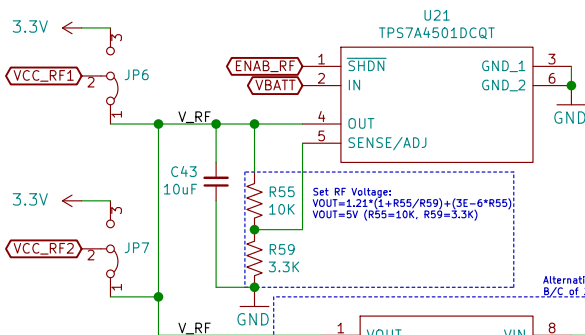 U21
TPS7A4501DCQT
3.3V
3
ENAB_RF
1
SHDN
GND_1
3
VCC_RF1
2
JP6
VBATT
2
IN
GND_2
6
1
GND
V_RF
4
OUT
5
SENSE/ADJ
C43
10uF
R55
10K
Set RF Voltage:
VOUT=1.21*(1+R55/R59)+(3E-6*R55)
VOUT=5V (R55=10K, R59=3.3K)
3.3V
3
VCC_RF2
2
JP7
R59
3.3K
1
Alternati
B/C of
GND
V_RF
1
VOUT
VIN
8